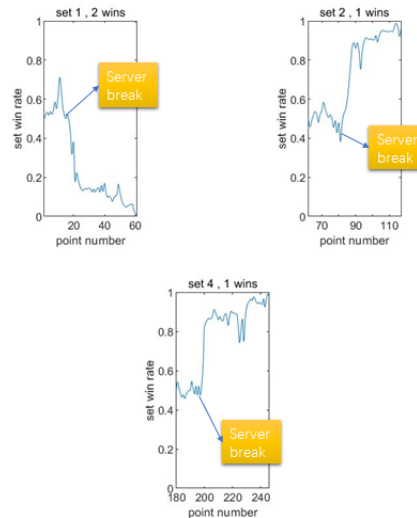 set 1 , 2 wins
1
0.8
0.6
0.4
0.2
0
0 20 40 60
set win rate
point number
Server
break
set 2 , 1 wins
1
0.8
0.6
0.4
0.2
0
70 80 90 100 110
set win rate
point number
Server
break
set 4 , 1 wins
1
0.8
0.6
0.4
0.2
0
180 200 220 240
set win rate
point number
Server
break